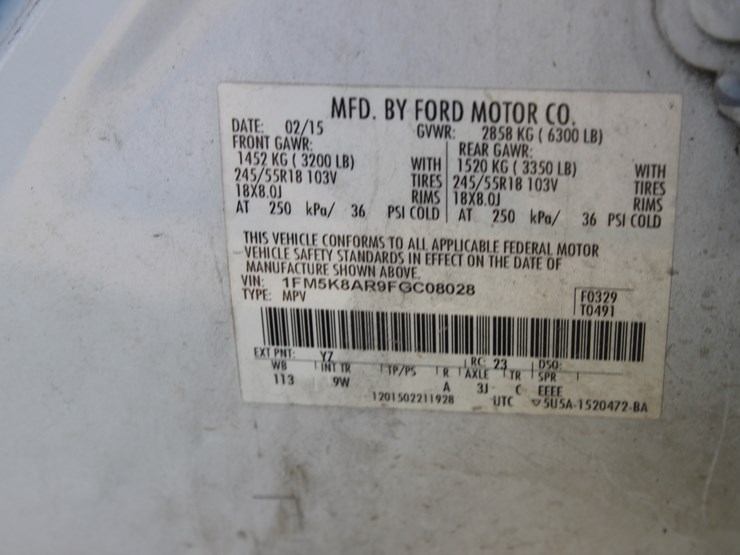 MFD. BY FORD MOTOR CO.
DATE: 02/15 GVWR: 2858 KG ( 6300 LB)
FRONT GAWR: REAR GAWR:
1452 KG ( 3200 LB) WITH 1520 KG ( 3350 LB) WITH
245/55R18 103V TIRES 245/55R18 103V TIRES
18X8.0J RIMS 18X8.0J RIMS
AT 250 kPa/ 36 PSI COLD AT 250 kPa/ 36 PSI COLD
THIS VEHICLE CONFORMS TO ALL APPLICABLE FEDERAL MOTOR
VEHICLE SAFETY STANDARDS IN EFFECT ON THE DATE OF
MANUFACTURE SHOWN ABOVE.
VIN: 1FM5K8AR9FGC08028 F0329
TYPE: MPV T0491
EXT PNT: YZ RC: 23 DSO:
WB INT TR TP/PS R AXLE TR SPR
113 9W A 3J C EEEE
1201502211928 UTC ▽5U5A-1520472-BA